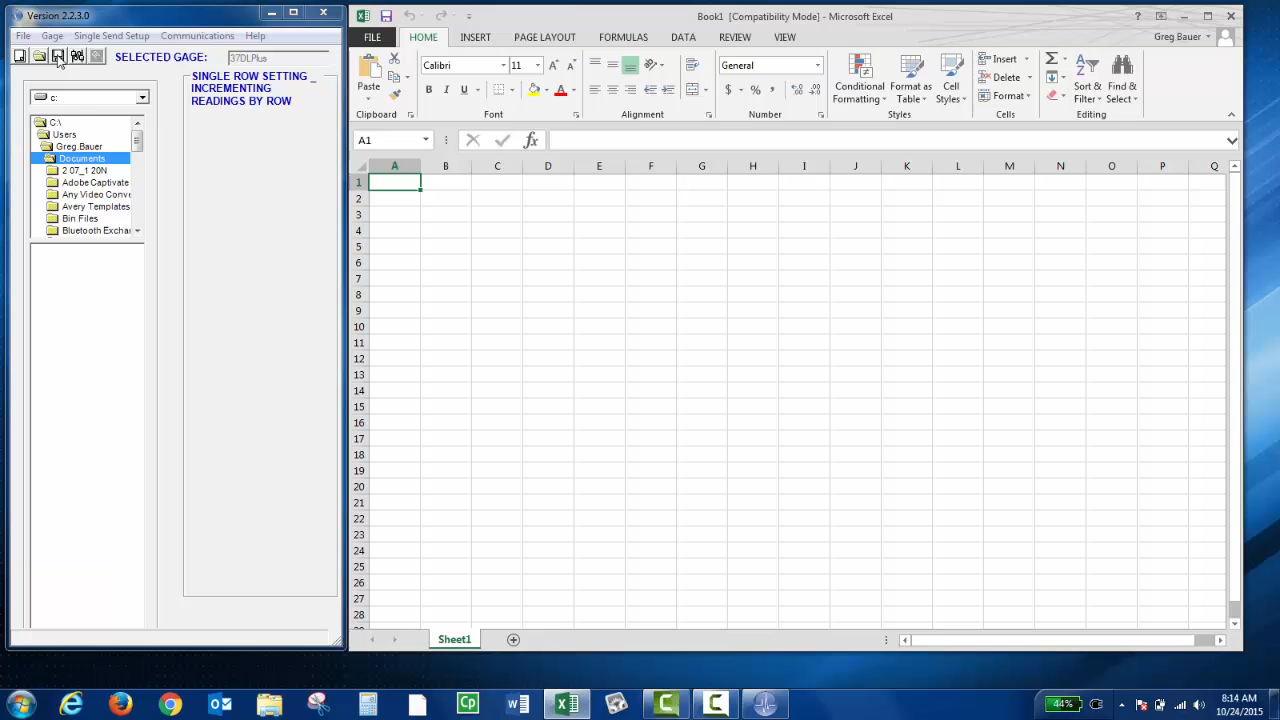 Version 2.2.3.0
File Gage Single Send Setup Communications Help
SELECTED GAGE: 37DLPlus
c:
C:\
Users
Greg.Bauer
Documents
2 07_1 20N
Adobe Captivate
Any Video Conv
Avery Templates
Bin Files
Bluetooth Excha
SINGLE ROW SETTING _
INCREMENTING
READINGS BY ROW
Book1 [Compatibility Mode] - Microsoft Excel
?
FILE HOME INSERT PAGE LAYOUT FORMULAS DATA REVIEW VIEW Greg Bauer
Paste
Clipboard
Calibri 11
B I U
Font
Alignment
General
$ %
Number
Conditional
Formatting
Format as
Table
Cell
Styles
Styles
Insert
Delete
Format
Cells
Sort &
Filter
Find &
Select
Editing
A1 fx
A B C D E F G H I J K L M N O P Q
1
2
3
4
5
6
7
8
9
10
11
12
13
14
15
16
17
18
19
20
21
22
23
24
25
26
27
28
Sheet1
44%
8:14 AM
10/24/2015